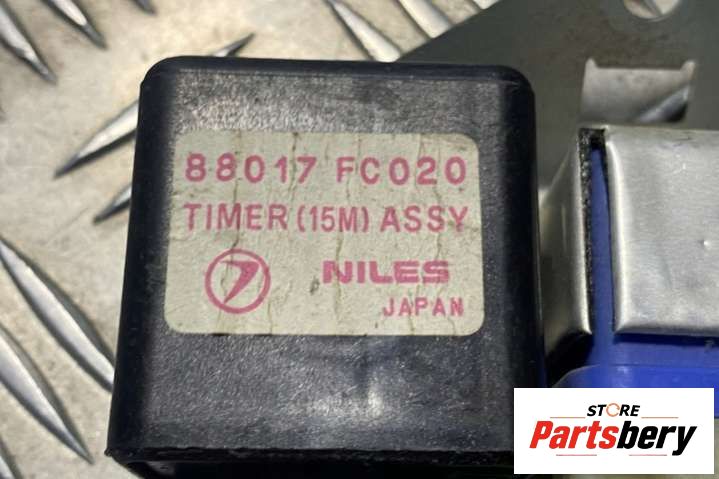 88017 FC020
TIMER (15M) ASSY
NILES
JAPAN
STORE
Partsbery